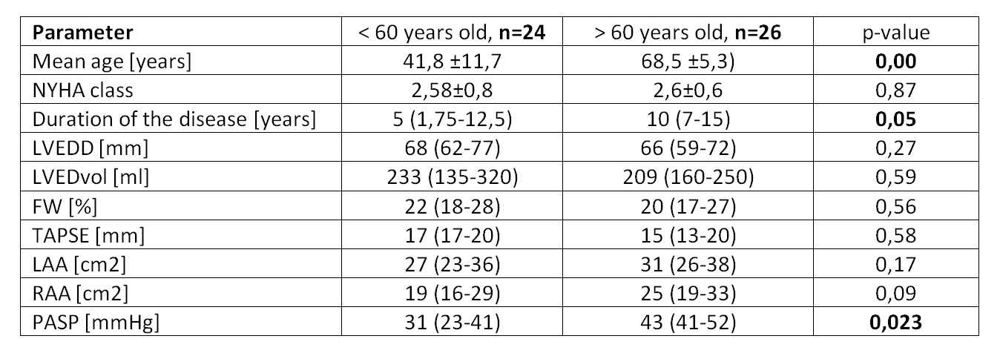 Parameter < 60 years old, n=24 > 60 years old, n=26 p-value
Mean age [years] 41,8 ±11,7 68,5 ±5,3) 0,00
NYHA class 2,58±0,8 2,6±0,6 0,87
Duration of the disease [years] 5 (1,75-12,5) 10 (7-15) 0,05
LVEDD [mm] 68 (62-77) 66 (59-72) 0,27
LVEDvol [ml] 233 (135-320) 209 (160-250) 0,59
FW [%] 22 (18-28) 20 (17-27) 0,56
TAPSE [mm] 17 (17-20) 15 (13-20) 0,58
LAA [cm2] 27 (23-36) 31 (26-38) 0,17
RAA [cm2] 19 (16-29) 25 (19-33) 0,09
PASP [mmHg] 31 (23-41) 43 (41-52) 0,023